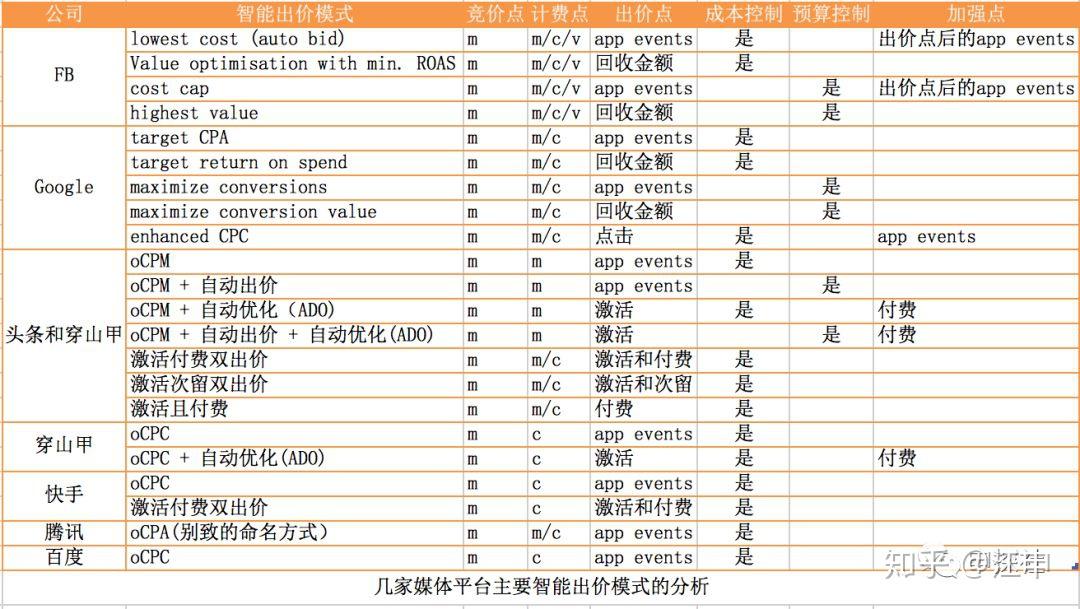 公司 智能出价模式 竞价点 计费点 出价点 成本控制 预算控制 加强点
FB
lowest cost (auto bid) m m/c/v app events 是 出价点后的app events
Value optimisation with min. ROAS m m/c/v 回收金额 是
cost cap m m/c/v app events 是 出价点后的app events
highest value m m/c/v 回收金额 是
Google
target CPA m m/c app events 是
target return on spend m m/c 回收金额 是
maximize conversions m m/c app events 是
maximize conversion value m m/c 回收金额 是
enhanced CPC m m/c 点击 是 app events
头条和穿山甲
oCPM m m app events 是
oCPM + 自动出价 m m app events 是
oCPM + 自动优化（ADO) m m 激活 是 付费
oCPM + 自动出价 + 自动优化(ADO) m m 激活 是 付费
激活付费双出价 m m/c 激活和付费 是
激活次留双出价 m m/c 激活和次留 是
激活且付费 m m/c 付费 是
穿山甲
oCPC m c app events 是
oCPC + 自动优化(ADO) m c 激活 是 付费
快手
oCPC m c app events 是
激活付费双出价 m c 激活和付费 是
腾讯 oCPA(别致的命名方式） m m/c app events 是
百度 oCPC m c app events 是
几家媒体平台主要智能出价模式的分析
知乎